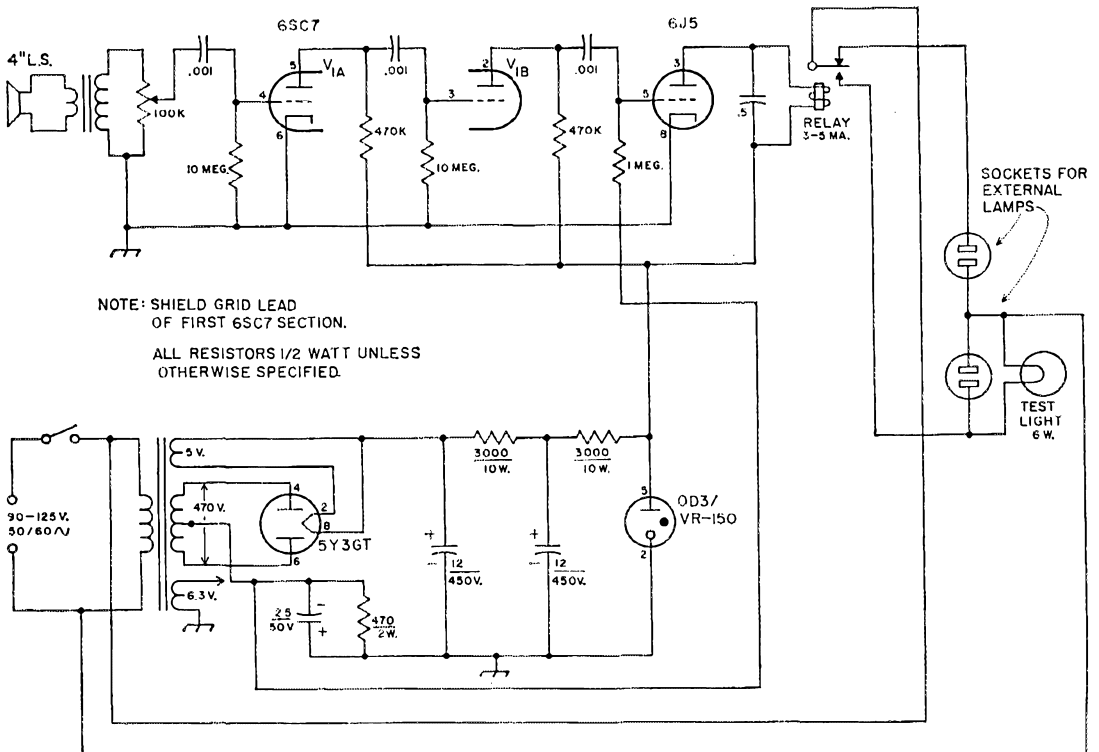 6SC7
6J5
4" L.S.
.001
5
V1A
.001
2
V1B
.001
3
4
3
5
100K
6
8
.5
RELAY
3-5 MA.
470K
470K
10 MEG.
10 MEG.
1 MEG.
SOCKETS FOR
EXTERNAL
LAMPS
NOTE: SHIELD GRID LEAD
OF FIRST 6SC7 SECTION.
ALL RESISTORS 1/2 WATT UNLESS
OTHERWISE SPECIFIED.
TEST
LIGHT
6 W.
5 V.
3000
10W.
3000
10W.
4
2
8
470 V.
90-125 V.
50/60∿
5
OD3/
VR-150
5Y3GT
6
2
+
-
12
450V.
+
-
12
450V.
6.3 V.
25
50V
-
+
470
2W.